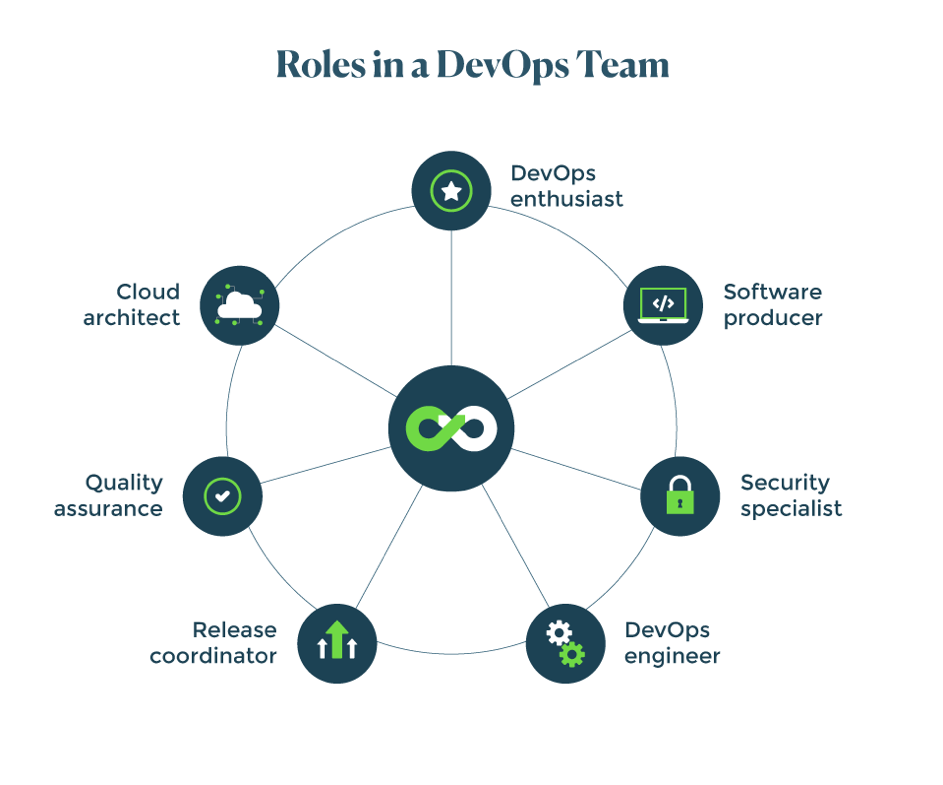 Roles in a DevOps Team
DevOps
enthusiast
Software
producer
Security
specialist
DevOps
engineer
Release
coordinator
Quality
assurance
Cloud
architect